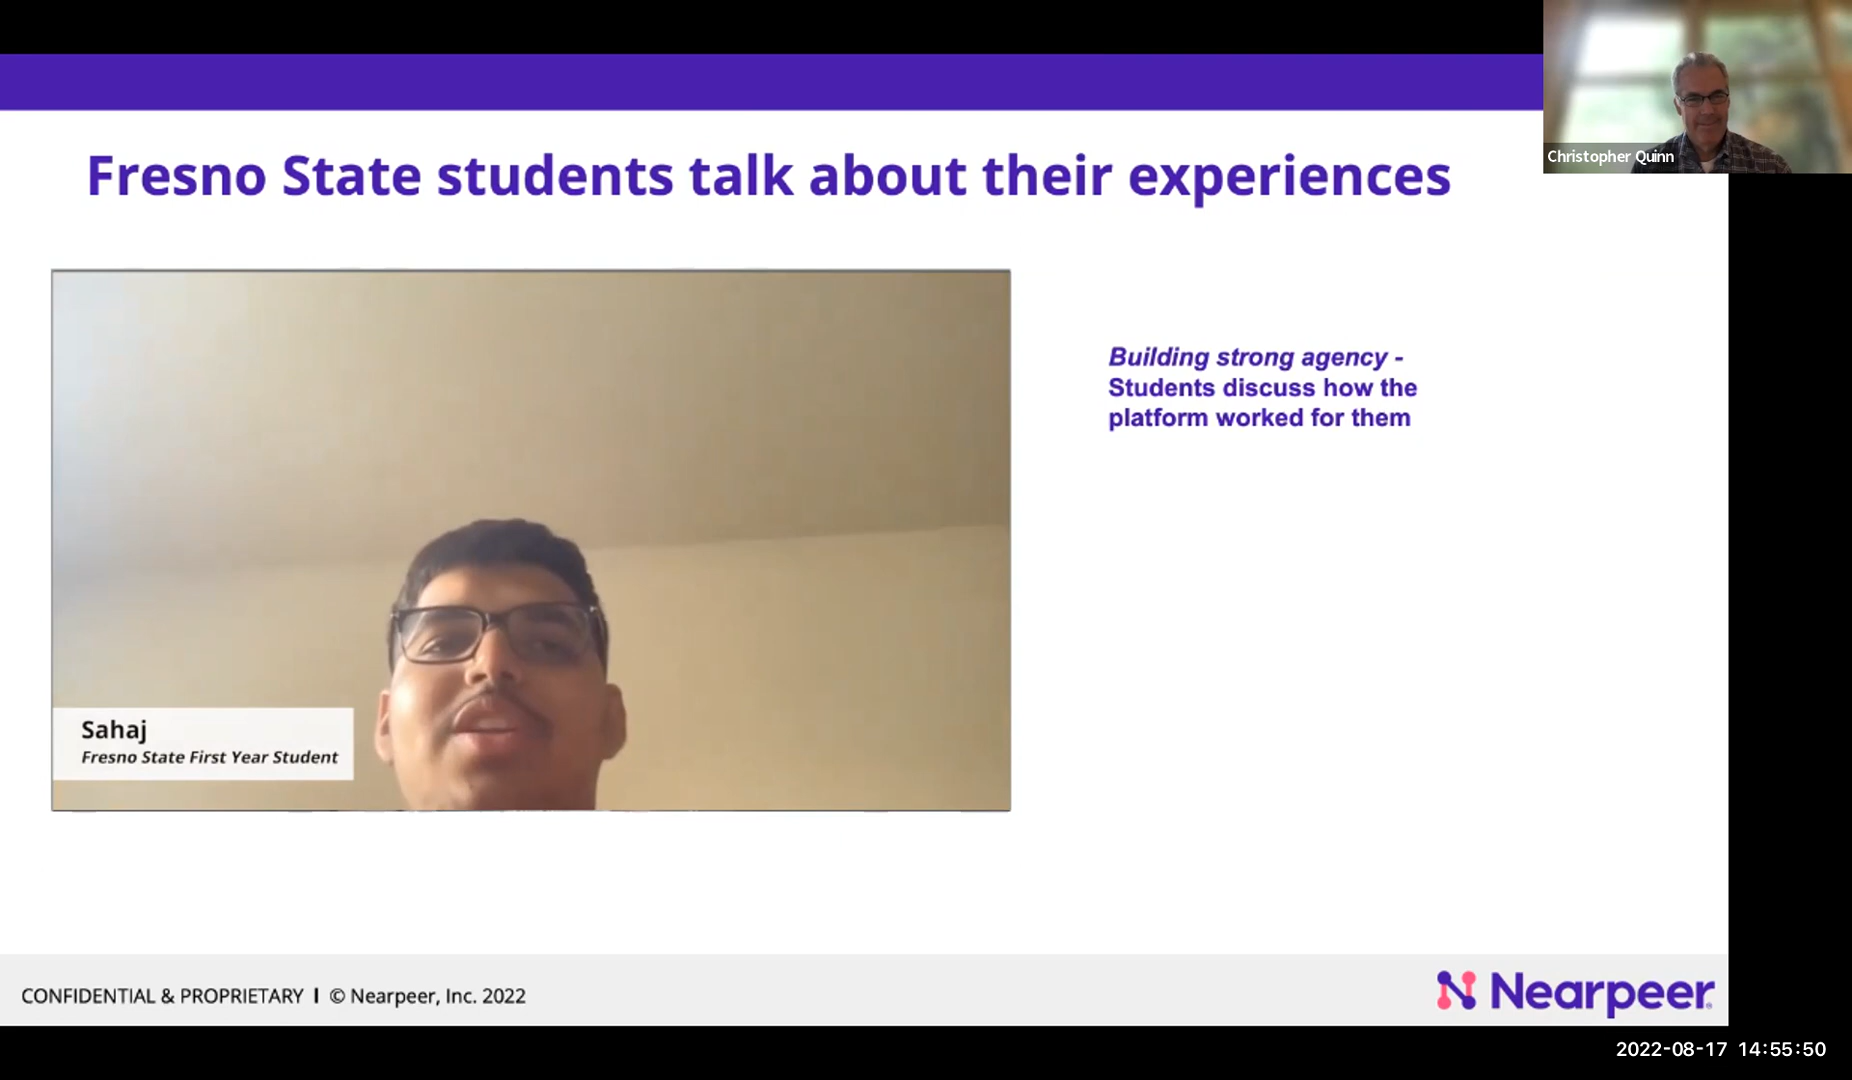 Christopher Quinn
Fresno State students talk about their experiences
Building strong agency -
Students discuss how the
platform worked for them
Sahaj
Fresno State First Year Student
CONFIDENTIAL & PROPRIETARY I © Nearpeer, Inc. 2022
Nearpeer
2022-08-17 14:55:50